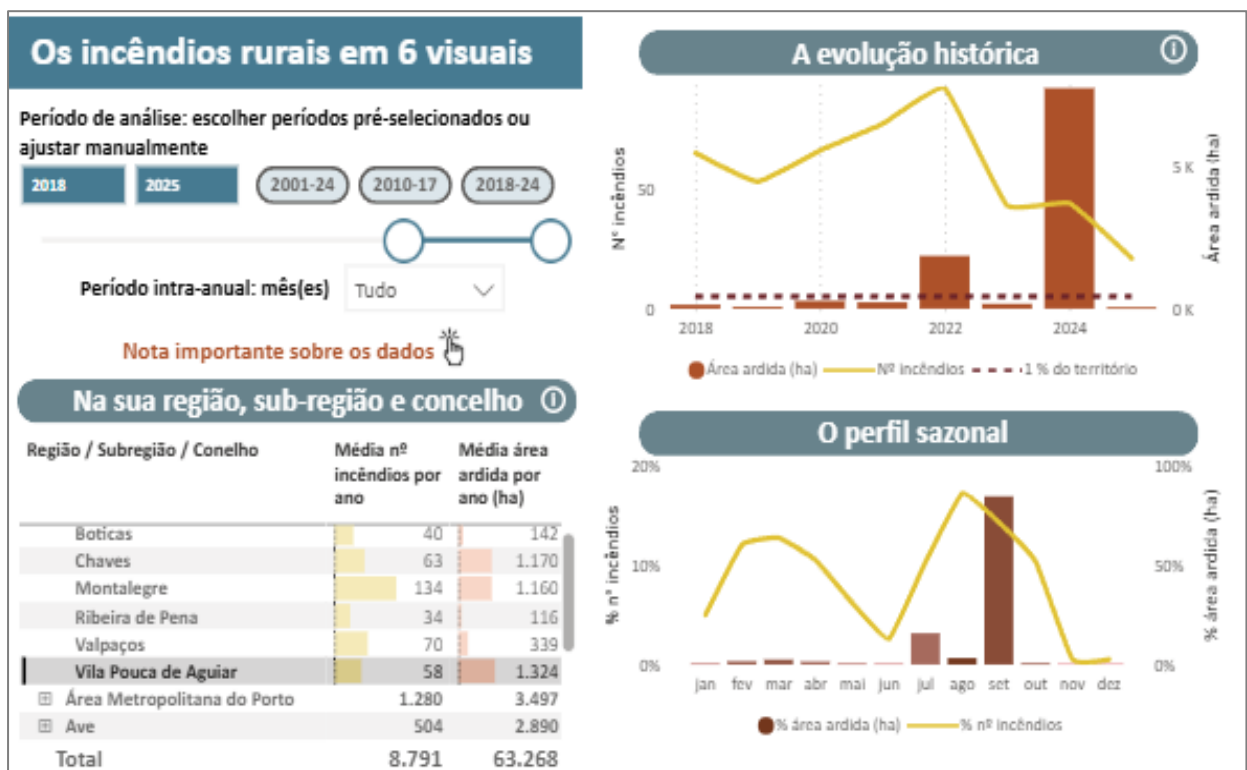 Os incêndios rurais em 6 visuais
Período de análise: escolher períodos pré-selecionados ou
ajustar manualmente
2018 2025 2001-24 2010-17 2018-24
Período intra-anual: mês(es) Tudo
Nota importante sobre os dados
Na sua região, sub-região e concelho
Região / Subregião / Conelho Média nº incêndios por ano Média área ardida por ano (ha)
Boticas 40 142
Chaves 63 1.170
Montalegre 134 1.160
Ribeira de Pena 34 116
Valpaços 70 339
Vila Pouca de Aguiar 58 1.324
Área Metropolitana do Porto 1.280 3.497
Ave 504 2.890
Total 8.791 63.268
A evolução histórica
Nº incêndios
50
0
Área ardida (ha)
5 K
0 K
2018 2020 2022 2024
Área ardida (ha) Nº incêndios 1 % do território
O perfil sazonal
% nº incêndios
20%
10%
0%
% área ardida (ha)
100%
50%
0%
jan fev mar abr mai jun jul ago set out nov dez
% área ardida (ha) % nº incêndios